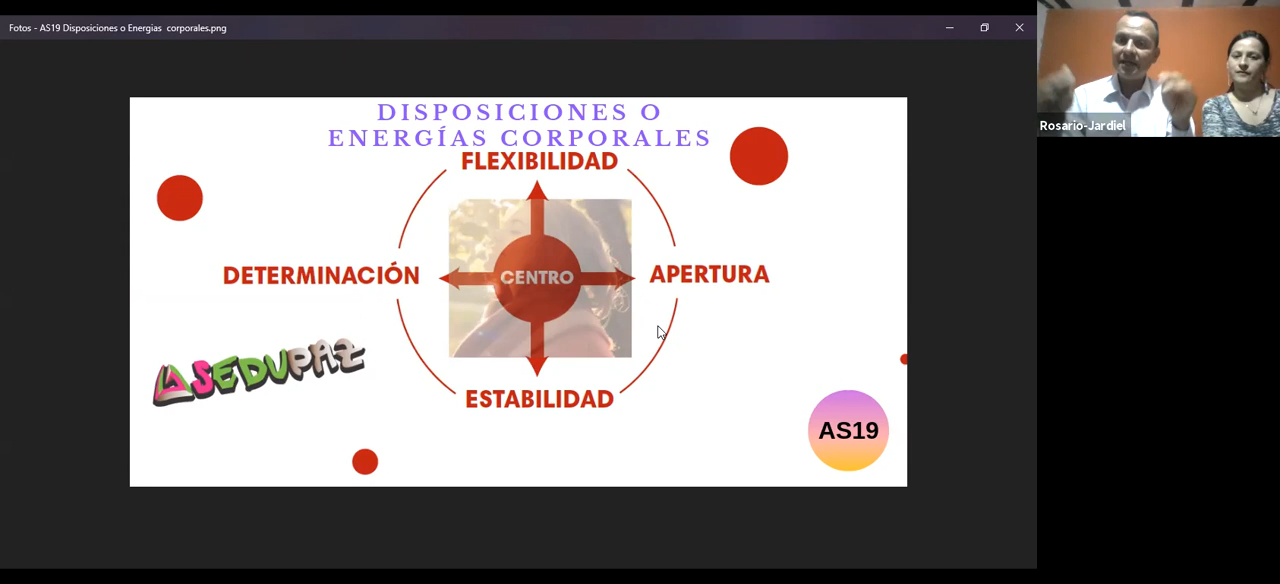 Fotos - AS19 Disposiciones o Energias corporales.png
Rosario-Jardiel
DISPOSICIONES O
ENERGÍAS CORPORALES
FLEXIBILIDAD
DETERMINACIÓN
CENTRO
APERTURA
ASEDUPAZ
ESTABILIDAD
AS19